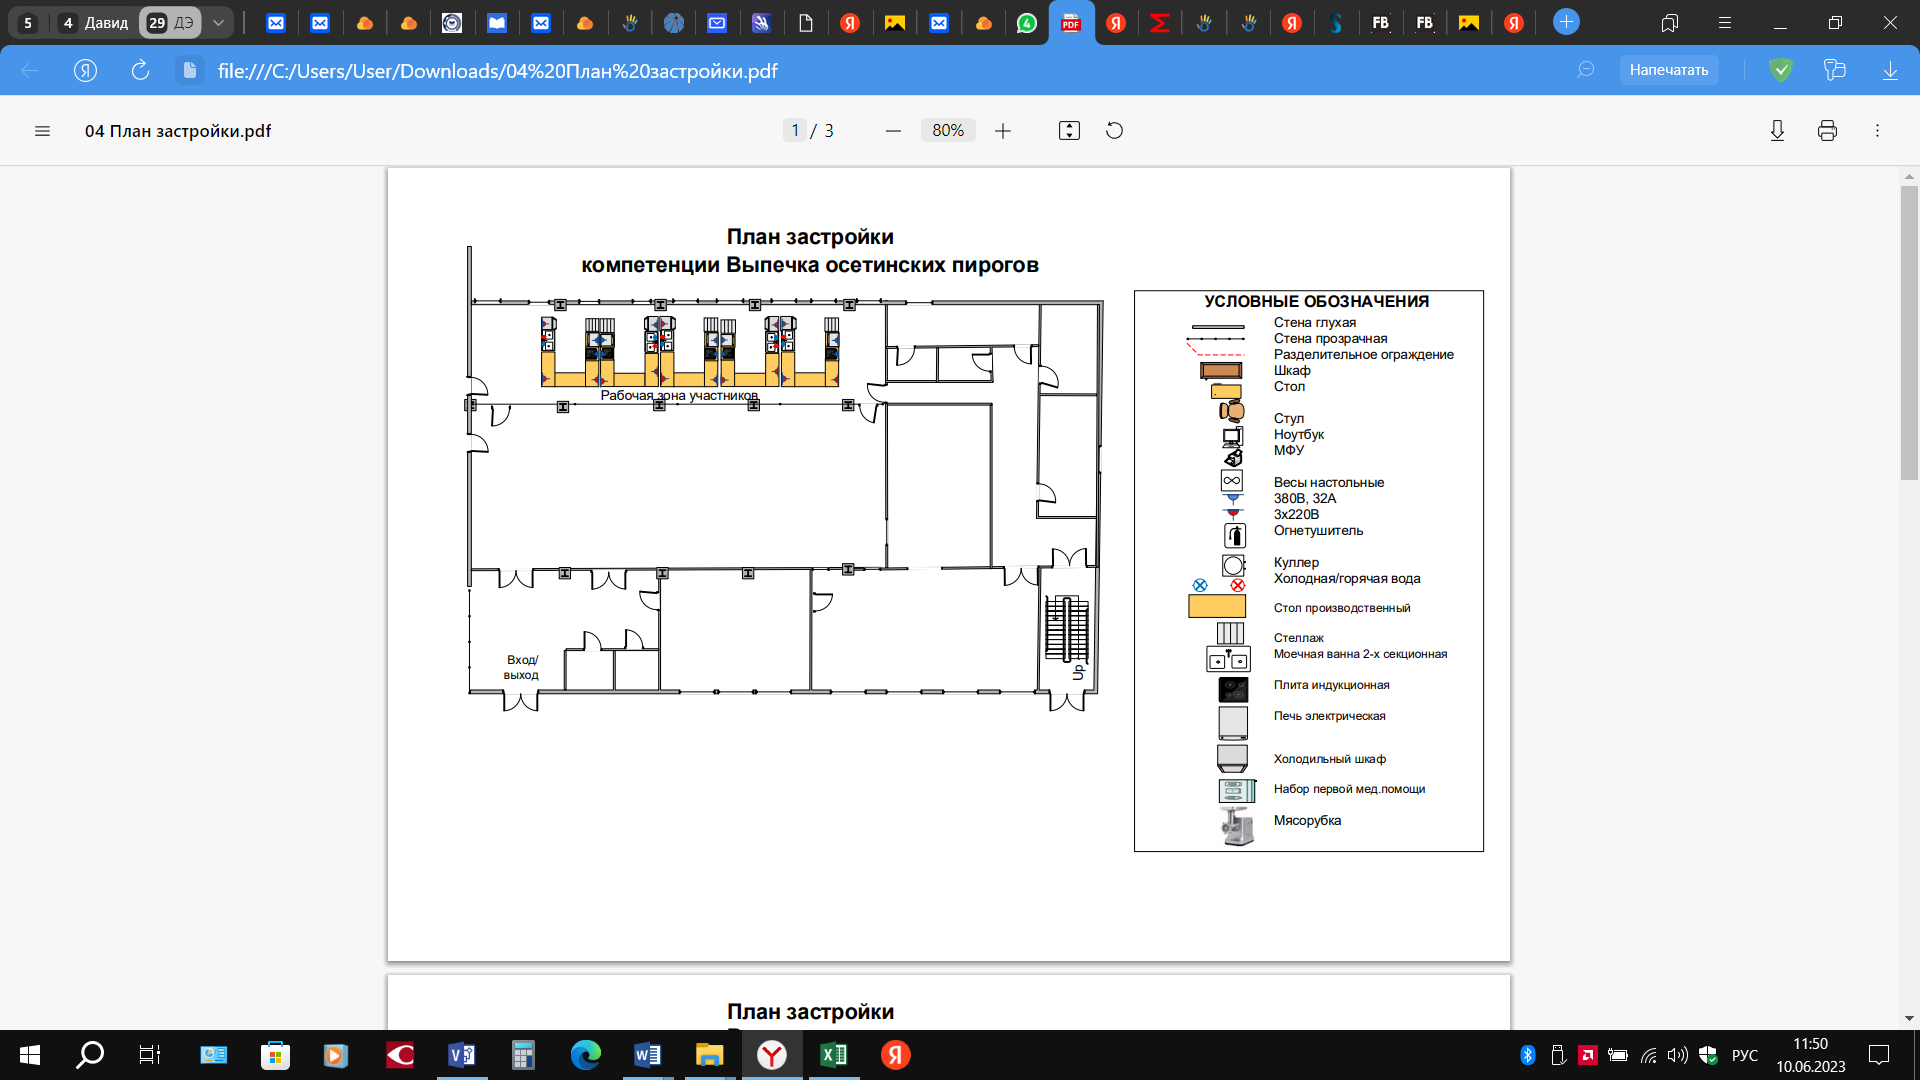 5
4 Давид
29 ДЭ
4
PDF
FB
FB
file:///C:/Users/User/Downloads/04%20План%20застройки.pdf
Напечатать
04 План застройки.pdf
1 / 3
80%
План застройки
компетенции Выпечка осетинских пирогов
Рабочая зона участников
Вход/
выход
Up
УСЛОВНЫЕ ОБОЗНАЧЕНИЯ
Стена глухая
Стена прозрачная
Разделительное ограждение
Шкаф
Стол
Стул
Ноутбук
МФУ
Весы настольные
380В, 32А
3х220В
Огнетушитель
Куллер
Холодная/горячая вода
Стол производственный
Стеллаж
Моечная ванна 2-х секционная
Плита индукционная
Печь электрическая
Холодильный шкаф
Набор первой мед.помощи
Мясорубка
План застройки
РУС
11:50
10.06.2023